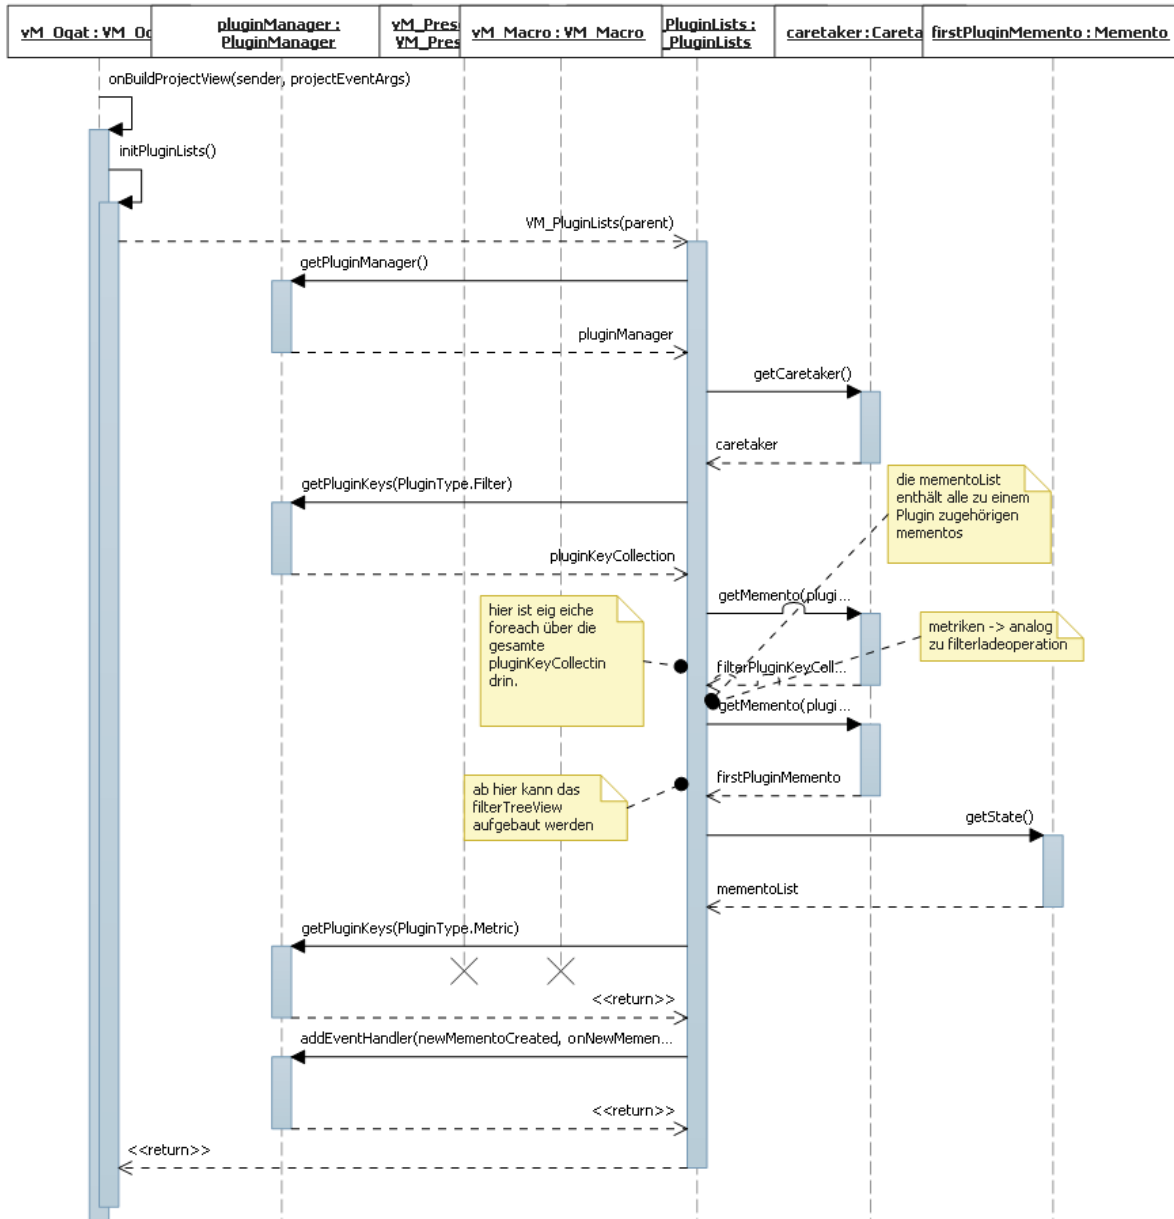 vM_Oqat : VM_Oq
pluginManager :
PluginManager
vM_Pres
VM_Pres
vM_Macro : VM_Macro
_PluginLists :
_PluginLists
caretaker : Careta
firstPluginMemento : Memento
onBuildProjectView(sender, projectEventArgs)
initPluginLists()
VM_PluginLists(parent)
getPluginManager()
pluginManager
getCaretaker()
caretaker
die mementoList
enthält alle zu einem
Plugin zugehörigen
mementos
getPluginKeys(PluginType.Filter)
pluginKeyCollection
getMemento(plugi...
hier ist eig eiche
foreach über die
gesamte
pluginKeyCollectin
drin.
metriken -> analog
zu filterladeoperation
filterPluginKeyColl...
getMemento(plugi...
firstPluginMemento
ab hier kann das
filterTreeView
aufgebaut werden
getState()
mementoList
getPluginKeys(PluginType.Metric)
<<return>>
addEventHandler(newMementoCreated, onNewMemen...
<<return>>
<<return>>